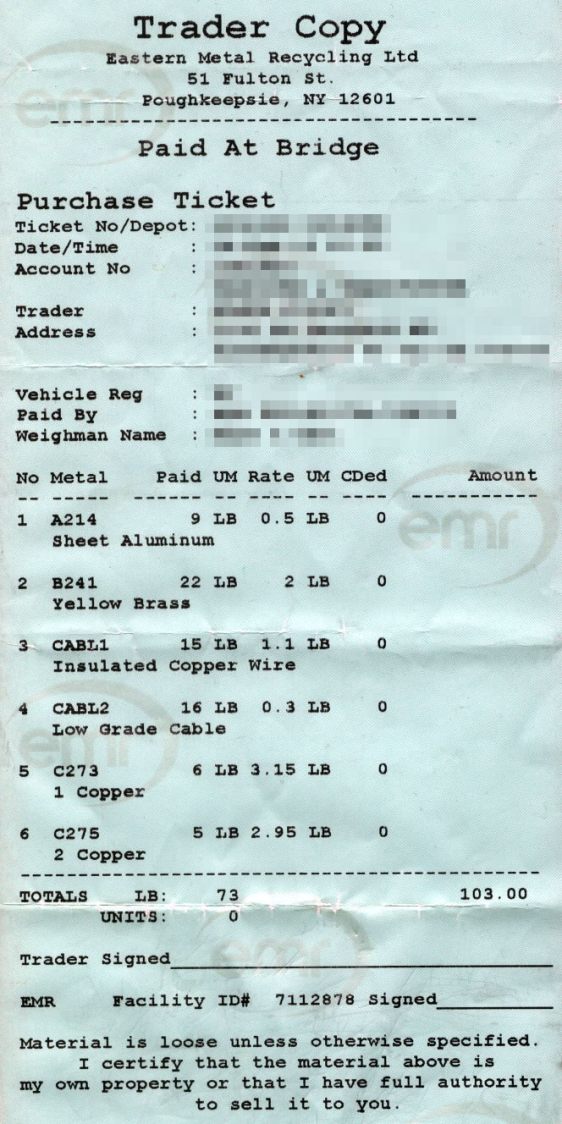 Trader Copy
Eastern Metal Recycling Ltd
51 Fulton St.
Poughkeepsie, NY 12601
Paid At Bridge
Purchase Ticket
Ticket No/Depot:
Date/Time :
Account No :
Trader :
Address :
Vehicle Reg :
Paid By :
Weighman Name :
No Metal Paid UM Rate UM CDed Amount
1 A214 9 LB 0.5 LB 0
Sheet Aluminum
2 B241 22 LB 2 LB 0
Yellow Brass
3 CABL1 15 LB 1.1 LB 0
Insulated Copper Wire
4 CABL2 16 LB 0.3 LB 0
Low Grade Cable
5 C273 6 LB 3.15 LB 0
1 Copper
6 C275 5 LB 2.95 LB 0
2 Copper
TOTALS LB: 73 103.00
UNITS: 0
Trader Signed
EMR Facility ID# 7112878 Signed
Material is loose unless otherwise specified.
I certify that the material above is
my own property or that I have full authority
to sell it to you.
emr
emr
emr
emr